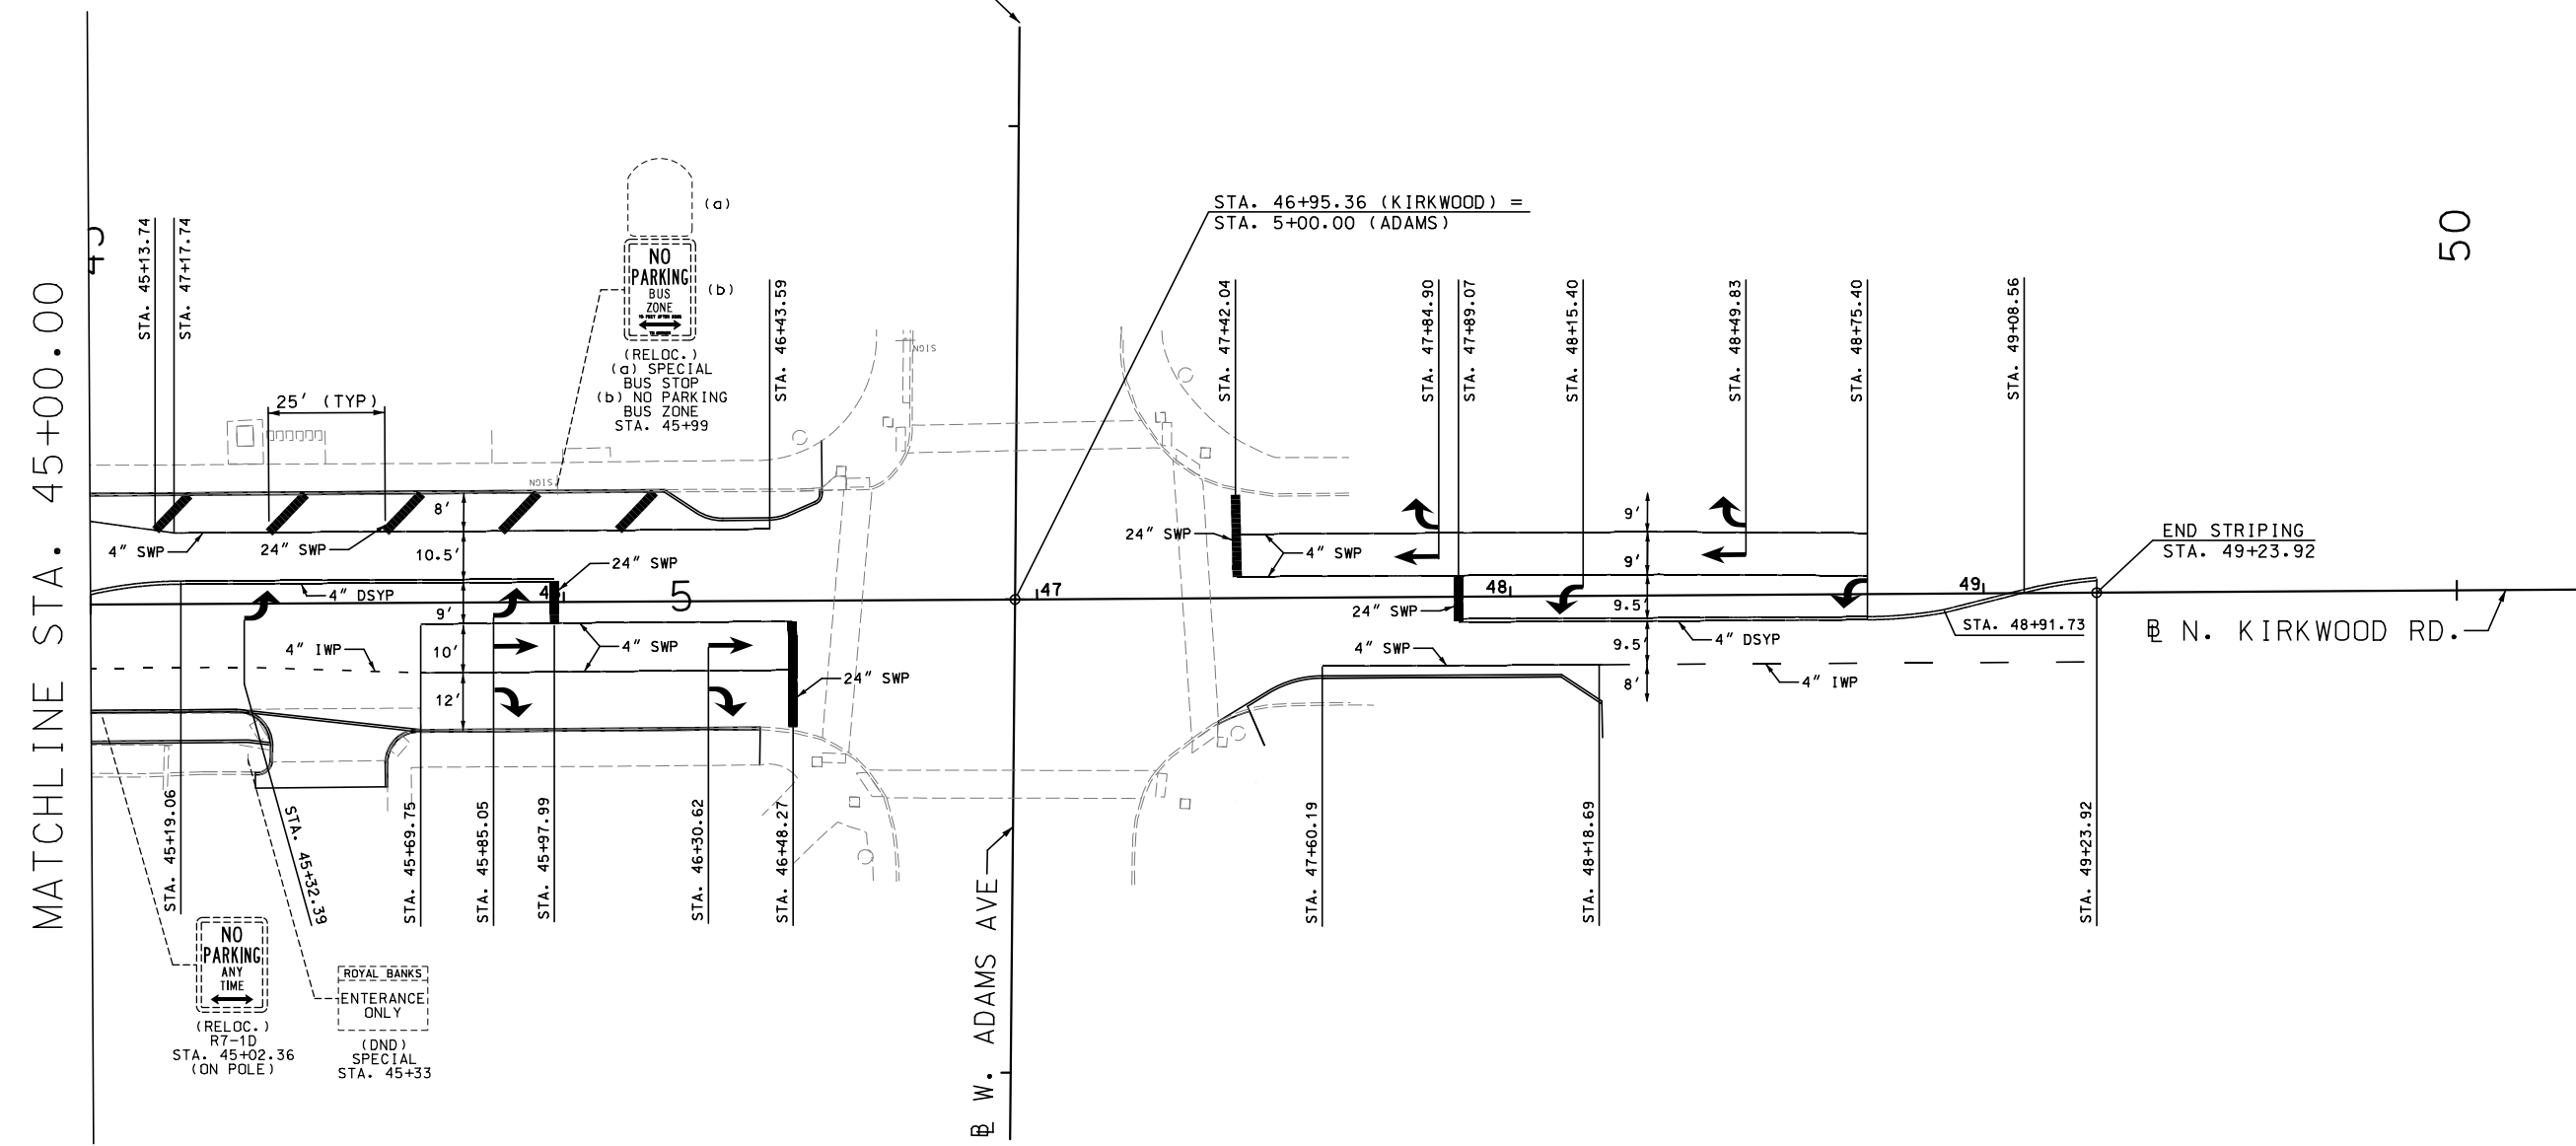 MATCHLINE STA. 45+00.00
45
STA. 45+13.74
STA. 47+17.74
25' (TYP)
(a)
NO
PARKING
BUS
ZONE
(b)
(RELOC.)
(a) SPECIAL
BUS STOP
(b) NO PARKING
BUS ZONE
STA. 45+99
STA. 46+43.59
SIGN
SIGN
STA. 46+95.36 (KIRKWOOD) =
STA. 5+00.00 (ADAMS)
STA. 47+42.04
STA. 47+84.90
STA. 47+89.07
STA. 48+15.40
STA. 48+49.83
STA. 48+75.40
STA. 49+08.56
50
END STRIPING
STA. 49+23.92
8'
10.5'
9'
10'
12'
4" SWP
24" SWP
24" SWP
4" DSYP
4" IWP
4" SWP
24" SWP
4
5
47
48
49
24" SWP
4" SWP
24" SWP
9'
9'
9.5'
9.5'
8'
4" SWP
4" DSYP
4" IWP
STA. 48+91.73
BL N. KIRKWOOD RD.
STA. 45+19.06
STA. 45+32.39
STA. 45+69.75
STA. 45+85.05
STA. 45+97.99
STA. 46+30.62
STA. 46+48.27
BL W. ADAMS AVE
STA. 47+60.19
STA. 48+18.69
STA. 49+23.92
NO
PARKING
ANY
TIME
(RELOC.)
R7-1D
STA. 45+02.36
(ON POLE)
ROYAL BANKS
ENTERANCE
ONLY
(DND)
SPECIAL
STA. 45+33